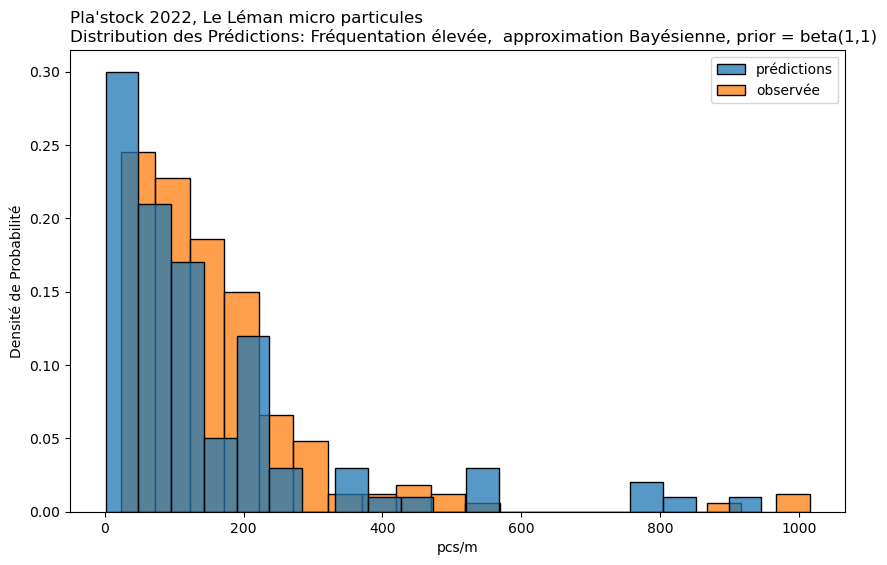 Pla'stock 2022, Le Léman micro particules
Distribution des Prédictions: Fréquentation élevée,  approximation Bayésienne, prior = beta(1,1)
prédictions
observée
Densité de Probabilité
0.30
0.25
0.20
0.15
0.10
0.05
0.00
0
200
400
600
800
1000
pcs/m